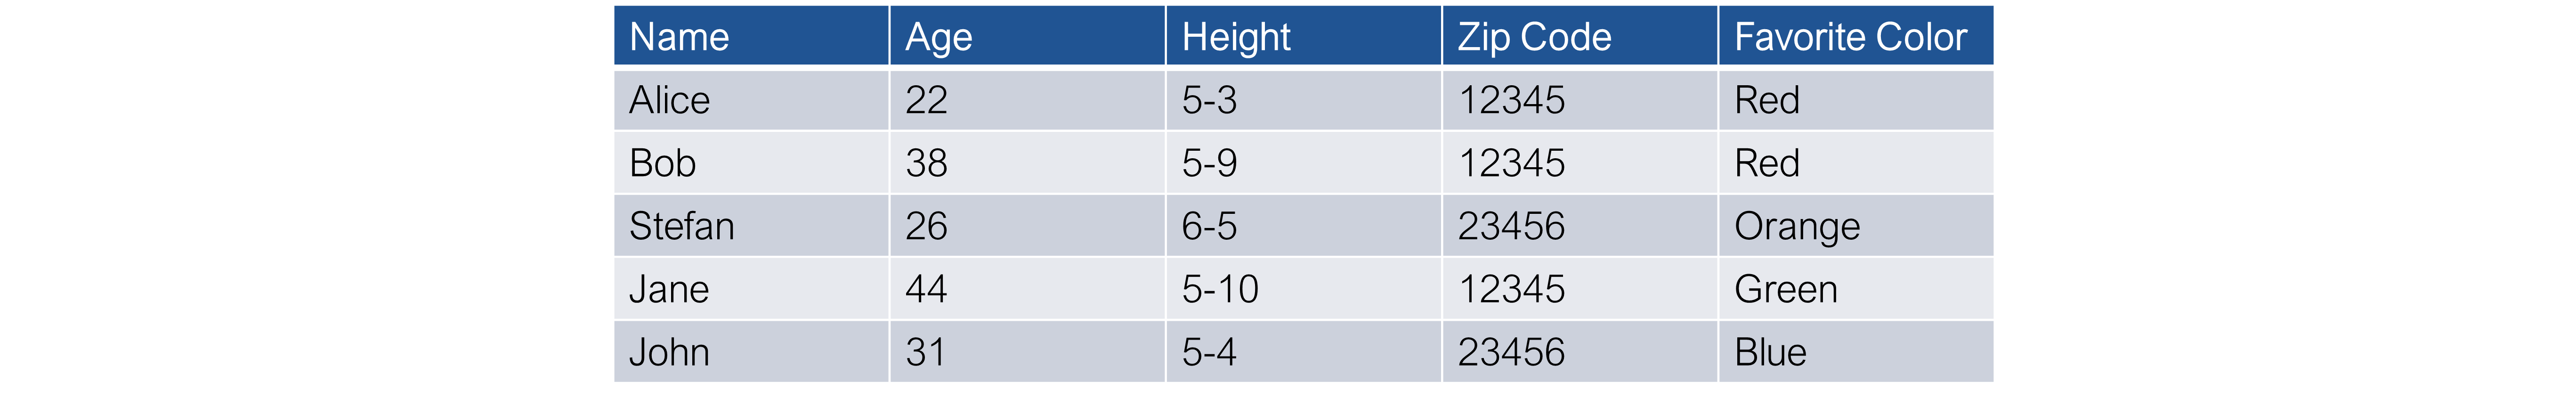 Name Age Height Zip Code Favorite Color
Alice 22 5-3 12345 Red
Bob 38 5-9 12345 Red
Stefan 26 6-5 23456 Orange
Jane 44 5-10 12345 Green
John 31 5-4 23456 Blue